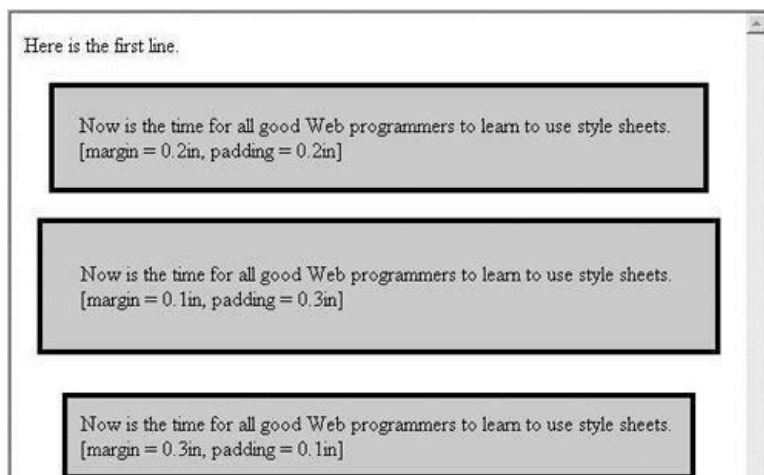 Here is the first line.
Now is the time for all good Web programmers to learn to use style sheets.
[margin = 0.2in, padding = 0.2in]
Now is the time for all good Web programmers to learn to use style sheets.
[margin = 0.1in, padding = 0.3in]
Now is the time for all good Web programmers to learn to use style sheets.
[margin = 0.3in, padding = 0.1in]